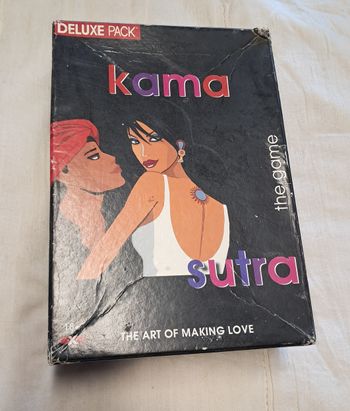 DELUXE PACK
kama
the game
sutra
THE ART OF MAKING LOVE